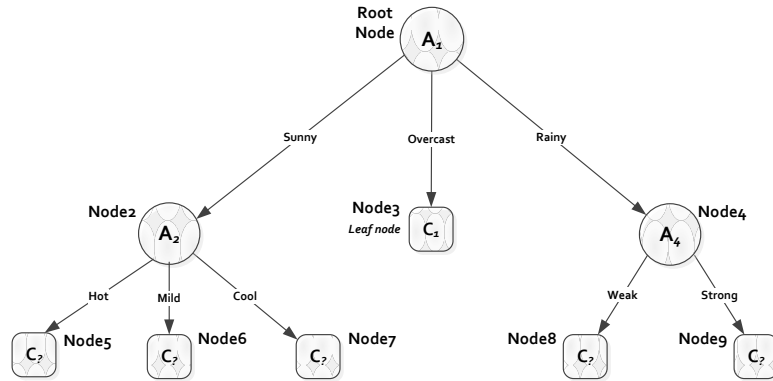 Root
Node
A1
Sunny
Overcast
Rainy
Node2
A2
Node3
Leaf node
C1
Node4
A4
Hot
Mild
Cool
Weak
Strong
C?
Node5
C?
Node6
C?
Node7
Node8
C?
Node9
C?